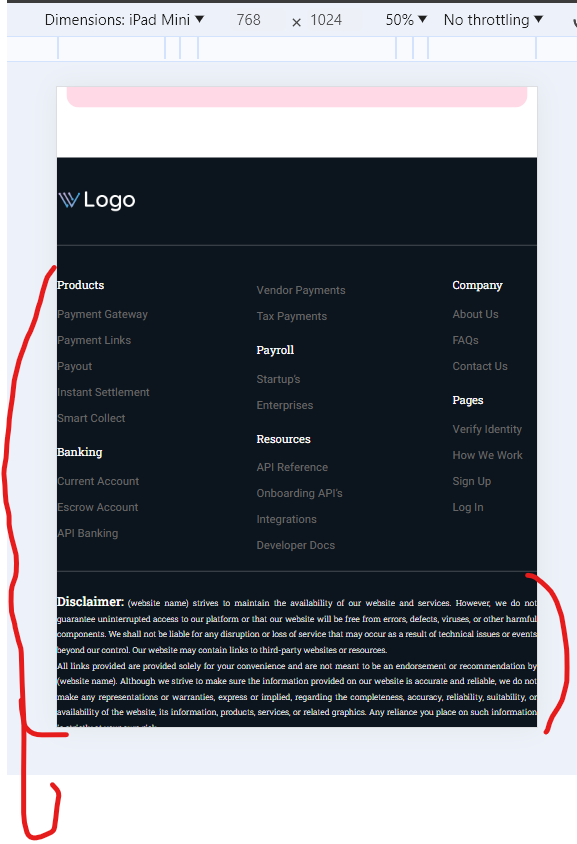 Dimensions: iPad Mini ▼ 768 × 1024 50% ▼ No throttling ▼
Logo
Products
Payment Gateway
Payment Links
Payout
Instant Settlement
Smart Collect
Banking
Current Account
Escrow Account
API Banking
Vendor Payments
Tax Payments
Payroll
Startup's
Enterprises
Resources
API Reference
Onboarding API's
Integrations
Developer Docs
Company
About Us
FAQs
Contact Us
Pages
Verify Identity
How We Work
Sign Up
Log In
Disclaimer: (website name) strives to maintain the availability of our website and services. However, we do not
guarantee uninterrupted access to our platform or that our website will be free from errors, defects, viruses, or other harmful
components. We shall not be liable for any disruption or loss of service that may occur as a result of technical issues or events
beyond our control. Our website may contain links to third-party websites or resources.
All links provided are provided solely for your convenience and are not meant to be an endorsement or recommendation by
(website name). Although we strive to make sure the information provided on our website is accurate and reliable, we do not
make any representations or warranties, express or implied, regarding the completeness, accuracy, reliability, suitability, or
availability of the website, its information, products, services, or related graphics. Any reliance you place on such information
is strictly at your own risk.